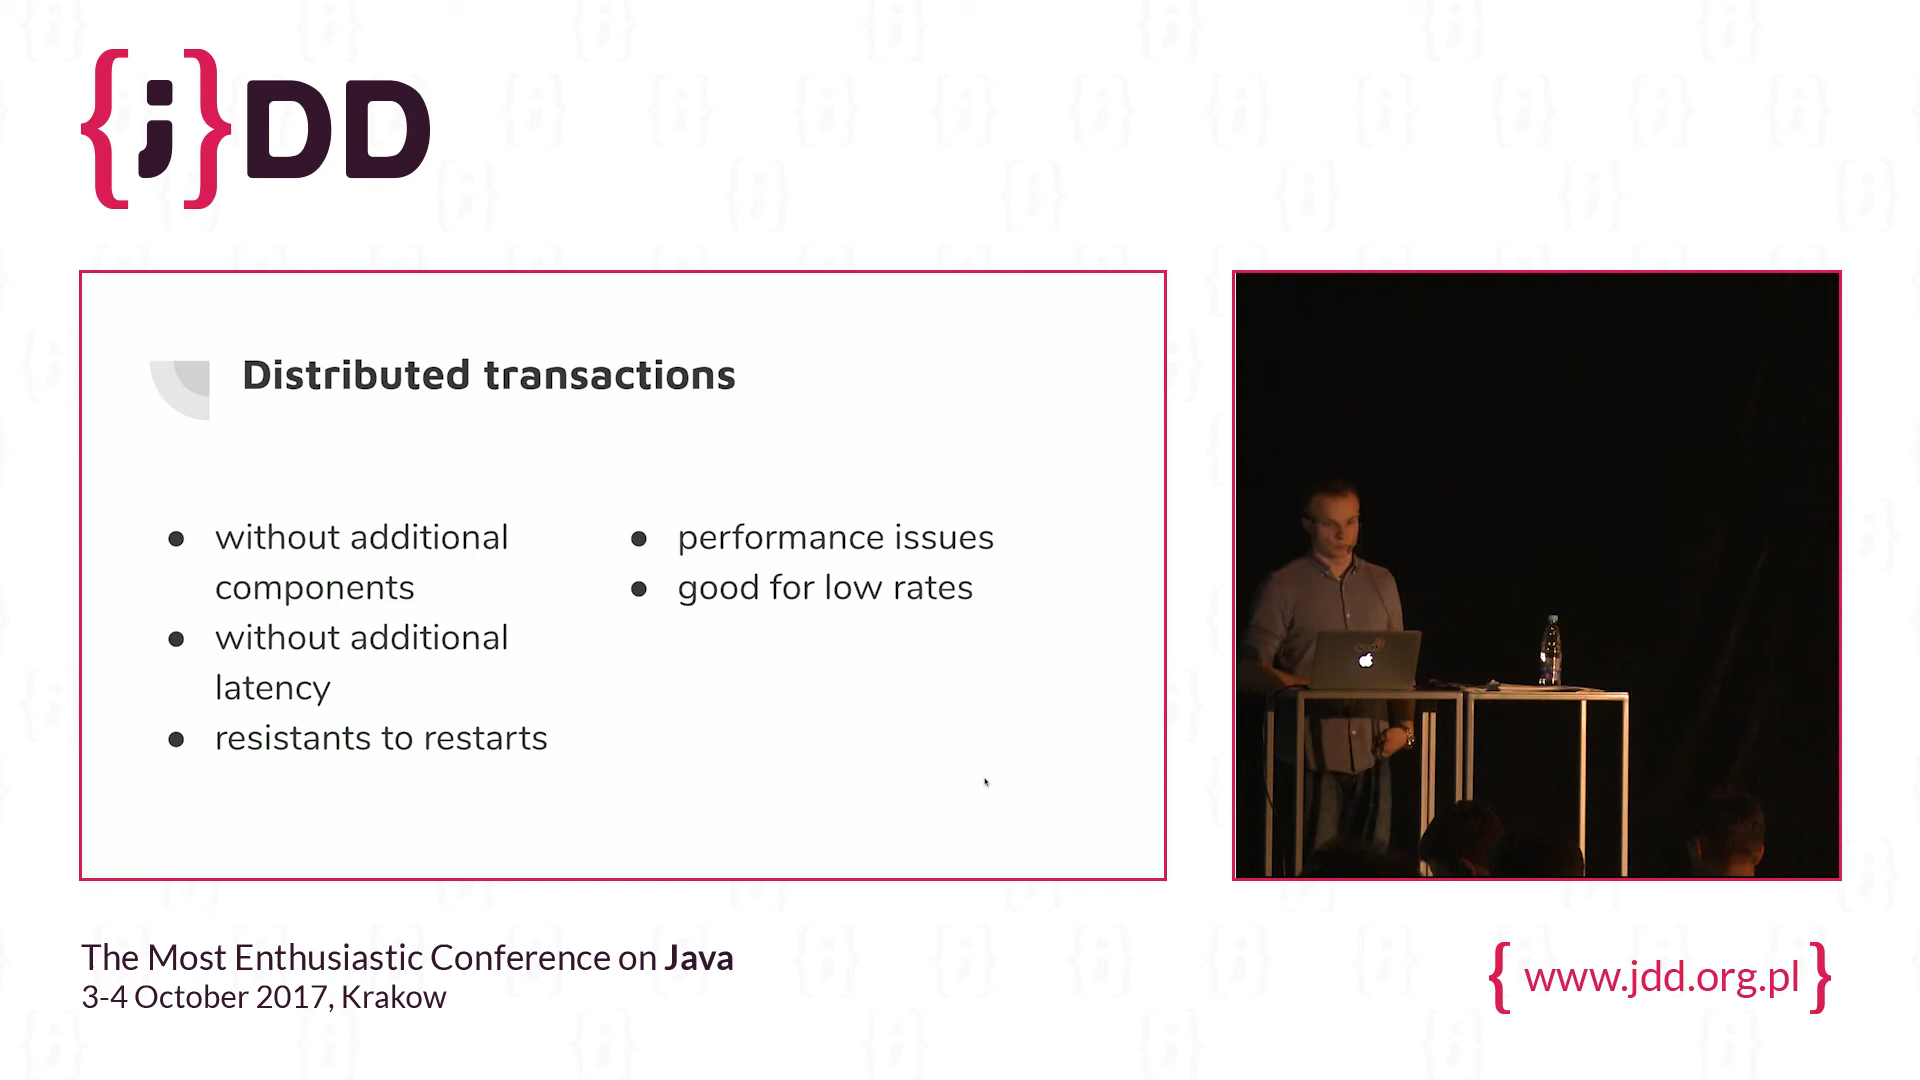 {;}DD
Distributed transactions
● without additional
components
● without additional
latency
● resistants to restarts
● performance issues
● good for low rates
The Most Enthusiastic Conference on Java
3-4 October 2017, Krakow
{ www.jdd.org.pl }